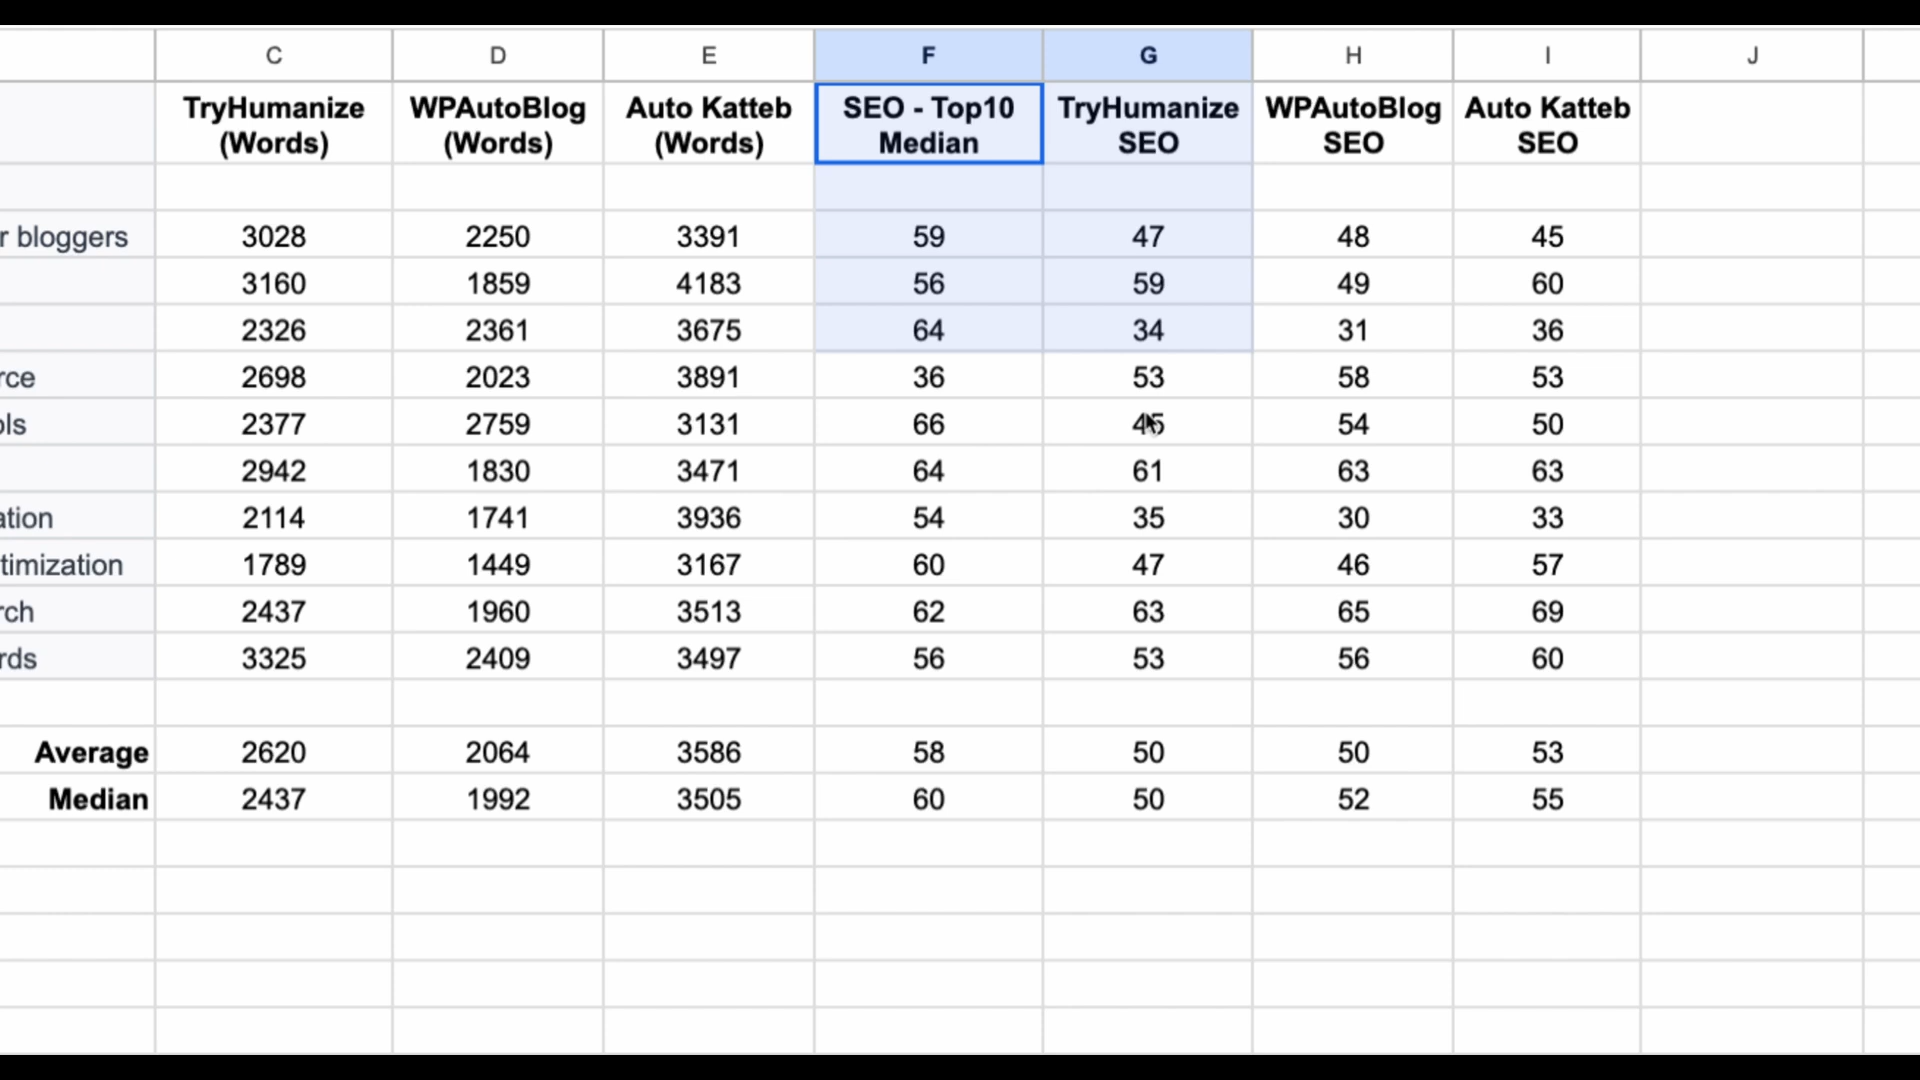 C D E F G H I J
TryHumanize WPAutoBlog Auto Katteb SEO - Top10 TryHumanize WPAutoBlog Auto Katteb
(Words) (Words) (Words) Median SEO SEO SEO
r bloggers 3028 2250 3391 59 47 48 45
3160 1859 4183 56 59 49 60
2326 2361 3675 64 34 31 36
rce 2698 2023 3891 36 53 58 53
ols 2377 2759 3131 66 45 54 50
2942 1830 3471 64 61 63 63
ation 2114 1741 3936 54 35 30 33
timization 1789 1449 3167 60 47 46 57
rch 2437 1960 3513 62 63 65 69
rds 3325 2409 3497 56 53 56 60
Average 2620 2064 3586 58 50 50 53
Median 2437 1992 3505 60 50 52 55